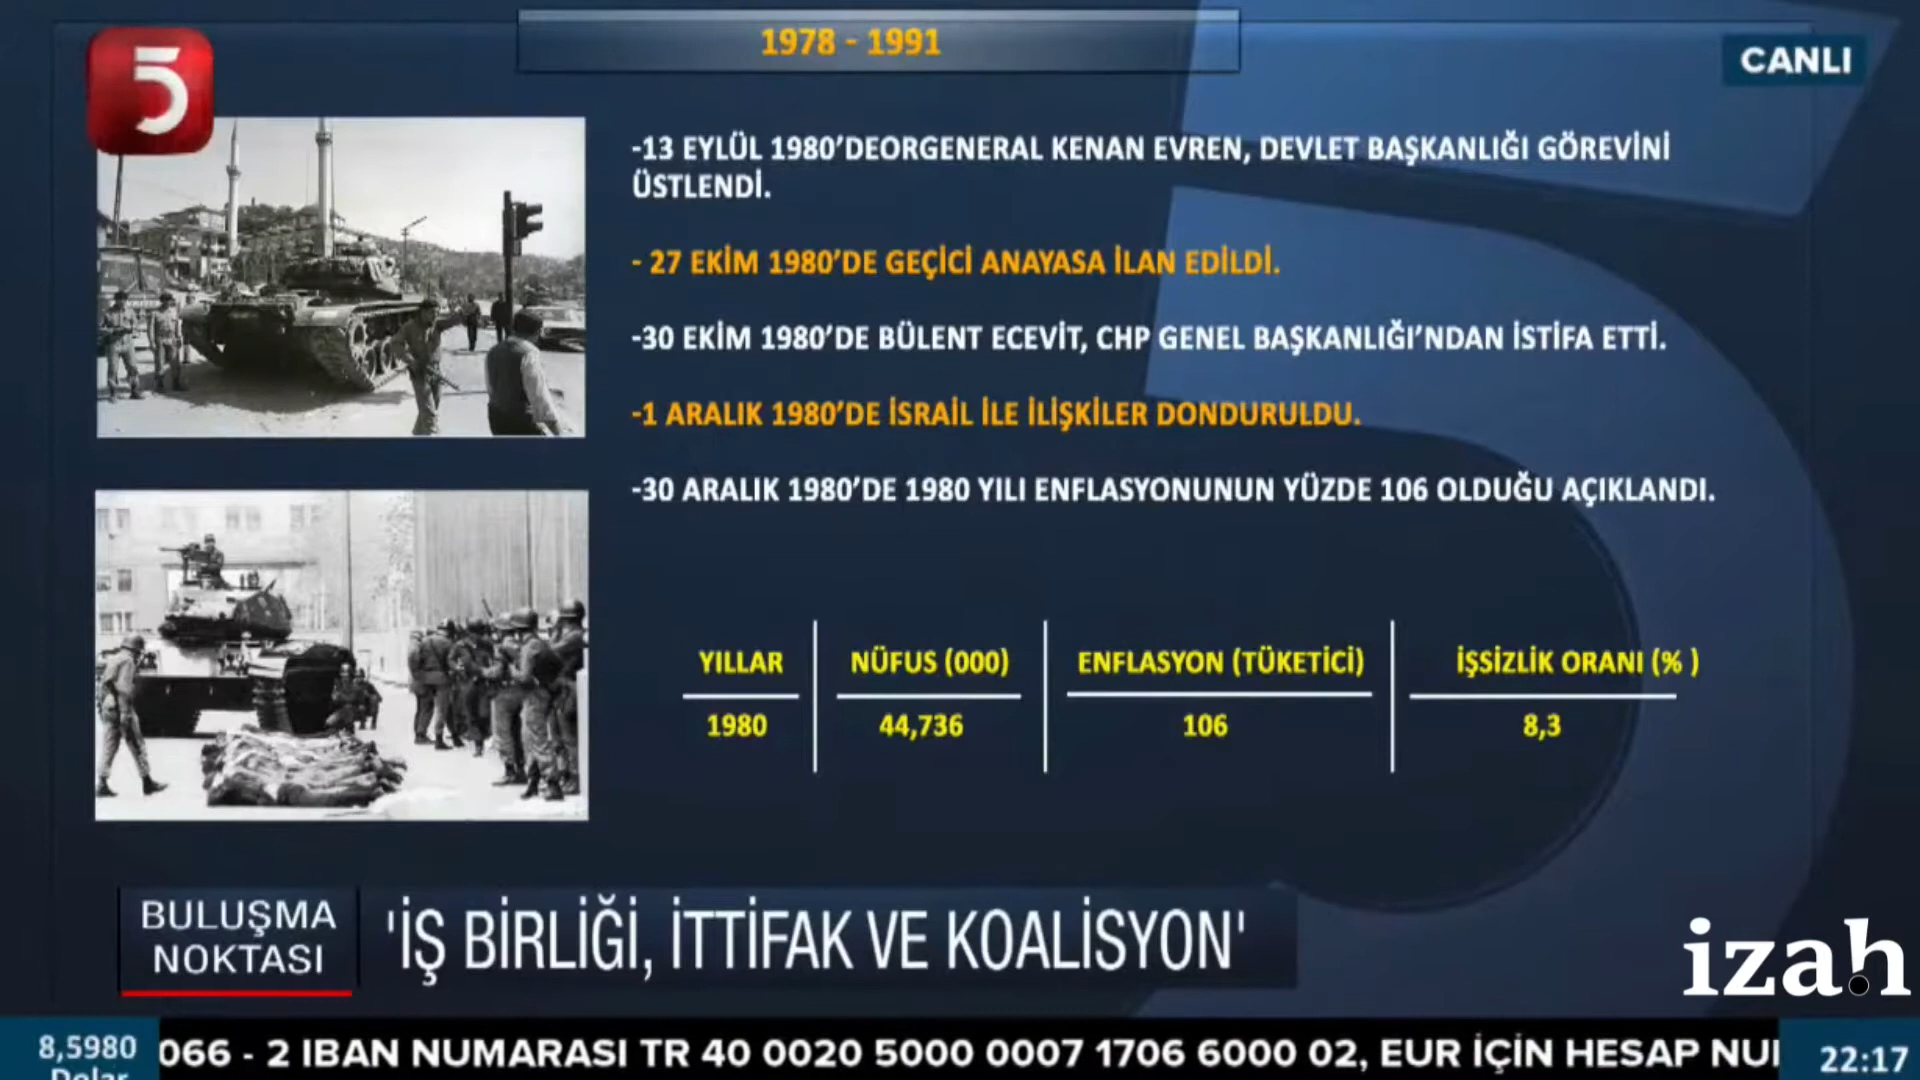 1978 - 1991
5
CANLI
-13 EYLÜL 1980’DEORGENERAL KENAN EVREN, DEVLET BAŞKANLIĞI GÖREVİNİ
ÜSTLENDİ.
- 27 EKİM 1980’DE GEÇİCİ ANAYASA İLAN EDİLDİ.
-30 EKİM 1980’DE BÜLENT ECEVİT, CHP GENEL BAŞKANLIĞI’NDAN İSTİFA ETTİ.
-1 ARALIK 1980’DE İSRAİL İLE İLİŞKİLER DONDURULDU.
-30 ARALIK 1980’DE 1980 YILI ENFLASYONUNUN YÜZDE 106 OLDUĞU AÇIKLANDI.
YILLAR NÜFUS (000) ENFLASYON (TÜKETİCİ) İŞSİZLİK ORANI (% )
1980 44,736 106 8,3
BULUŞMA
NOKTASI
'İŞ BİRLİĞİ, İTTİFAK VE KOALİSYON'
izah
8,5980
Dolar
066 - 2 IBAN NUMARASI TR 40 0020 5000 0007 1706 6000 02, EUR İÇİN HESAP
22:17